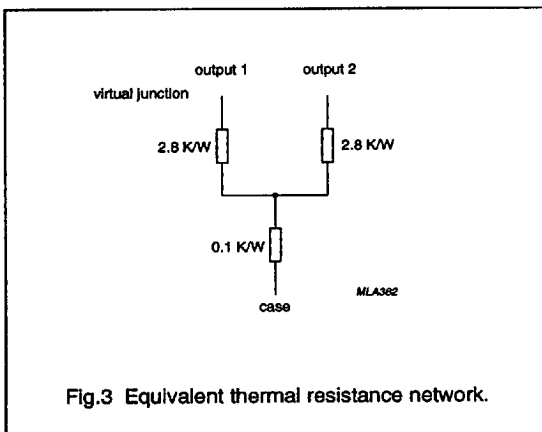 output 1 output 2
virtual junction
2.8 K/W 2.8 K/W
0.1 K/W
MLA362
case
Fig.3 Equivalent thermal resistance network.